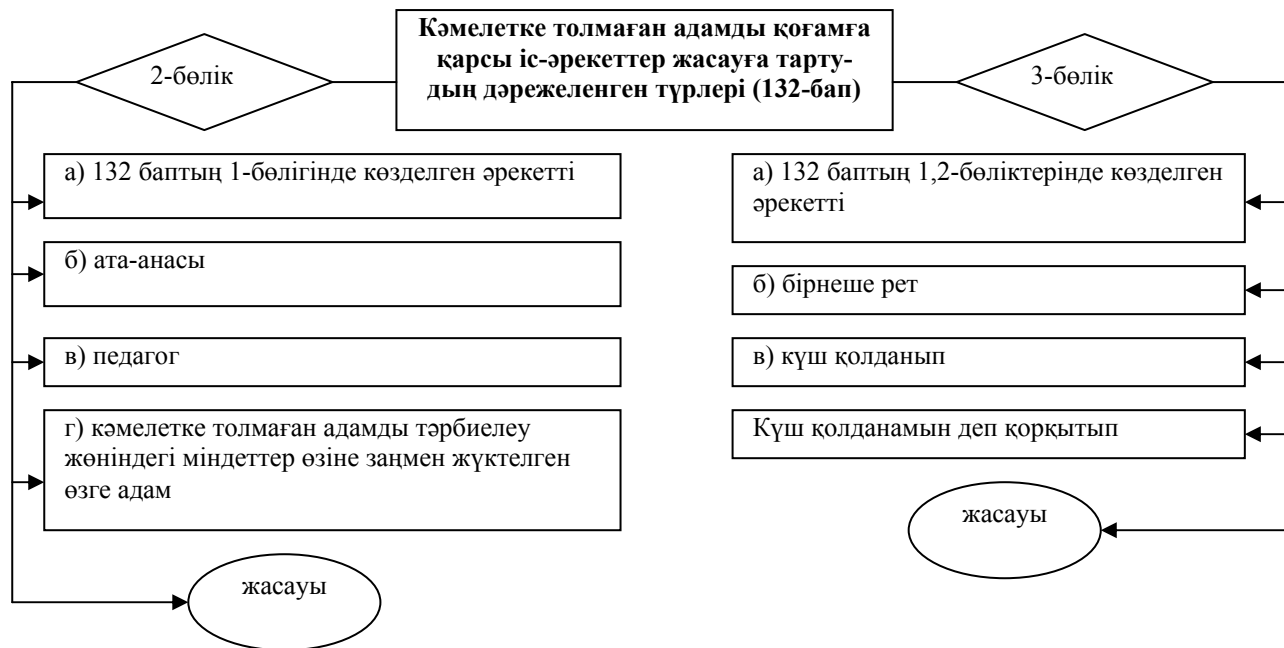 Кәмелетке толмаған адамды қоғамға
қарсы іс-әрекеттер жасауға тарту-
дың дәрежеленген түрлері (132-бап)
2-бөлік
а) 132 баптың 1-бөлігінде көзделген әрекетті
б) ата-анасы
в) педагог
г) кәмелетке толмаған адамды тәрбиелеу
жөніндегі міндеттер өзіне заңмен жүктелген
өзге адам
жасауы
3-бөлік
а) 132 баптың 1,2-бөліктерінде көзделген
әрекетті
б) бірнеше рет
в) күш қолданып
Күш қолданамын деп қорқытып
жасауы